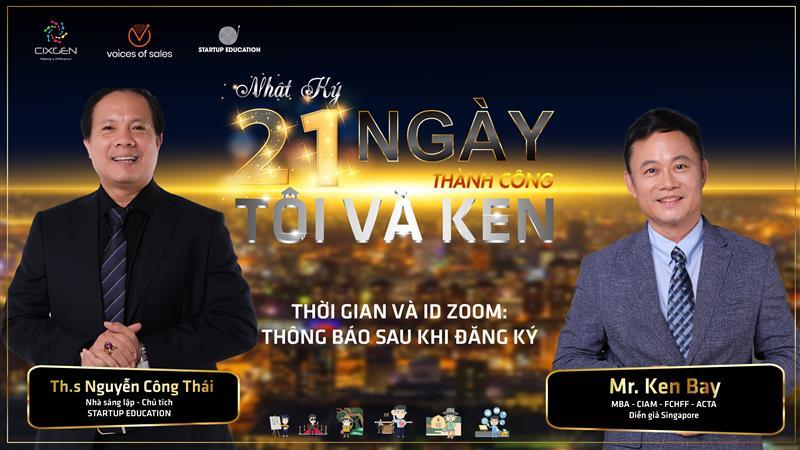 CIXGEN
Making a Difference
voices of sales
STARTUP EDUCATION
Nhật Ký
21 NGÀY
THÀNH CÔNG
TÔI VÀ KEN
THỜI GIAN VÀ ID ZOOM:
THÔNG BÁO SAU KHI ĐĂNG KÝ
Th.s Nguyễn Công Thái
Nhà sáng lập - Chủ tịch
STARTUP EDUCATION
Mr. Ken Bay
MBA - CIAM - FCHFF - ACTA
Diễn giả Singapore